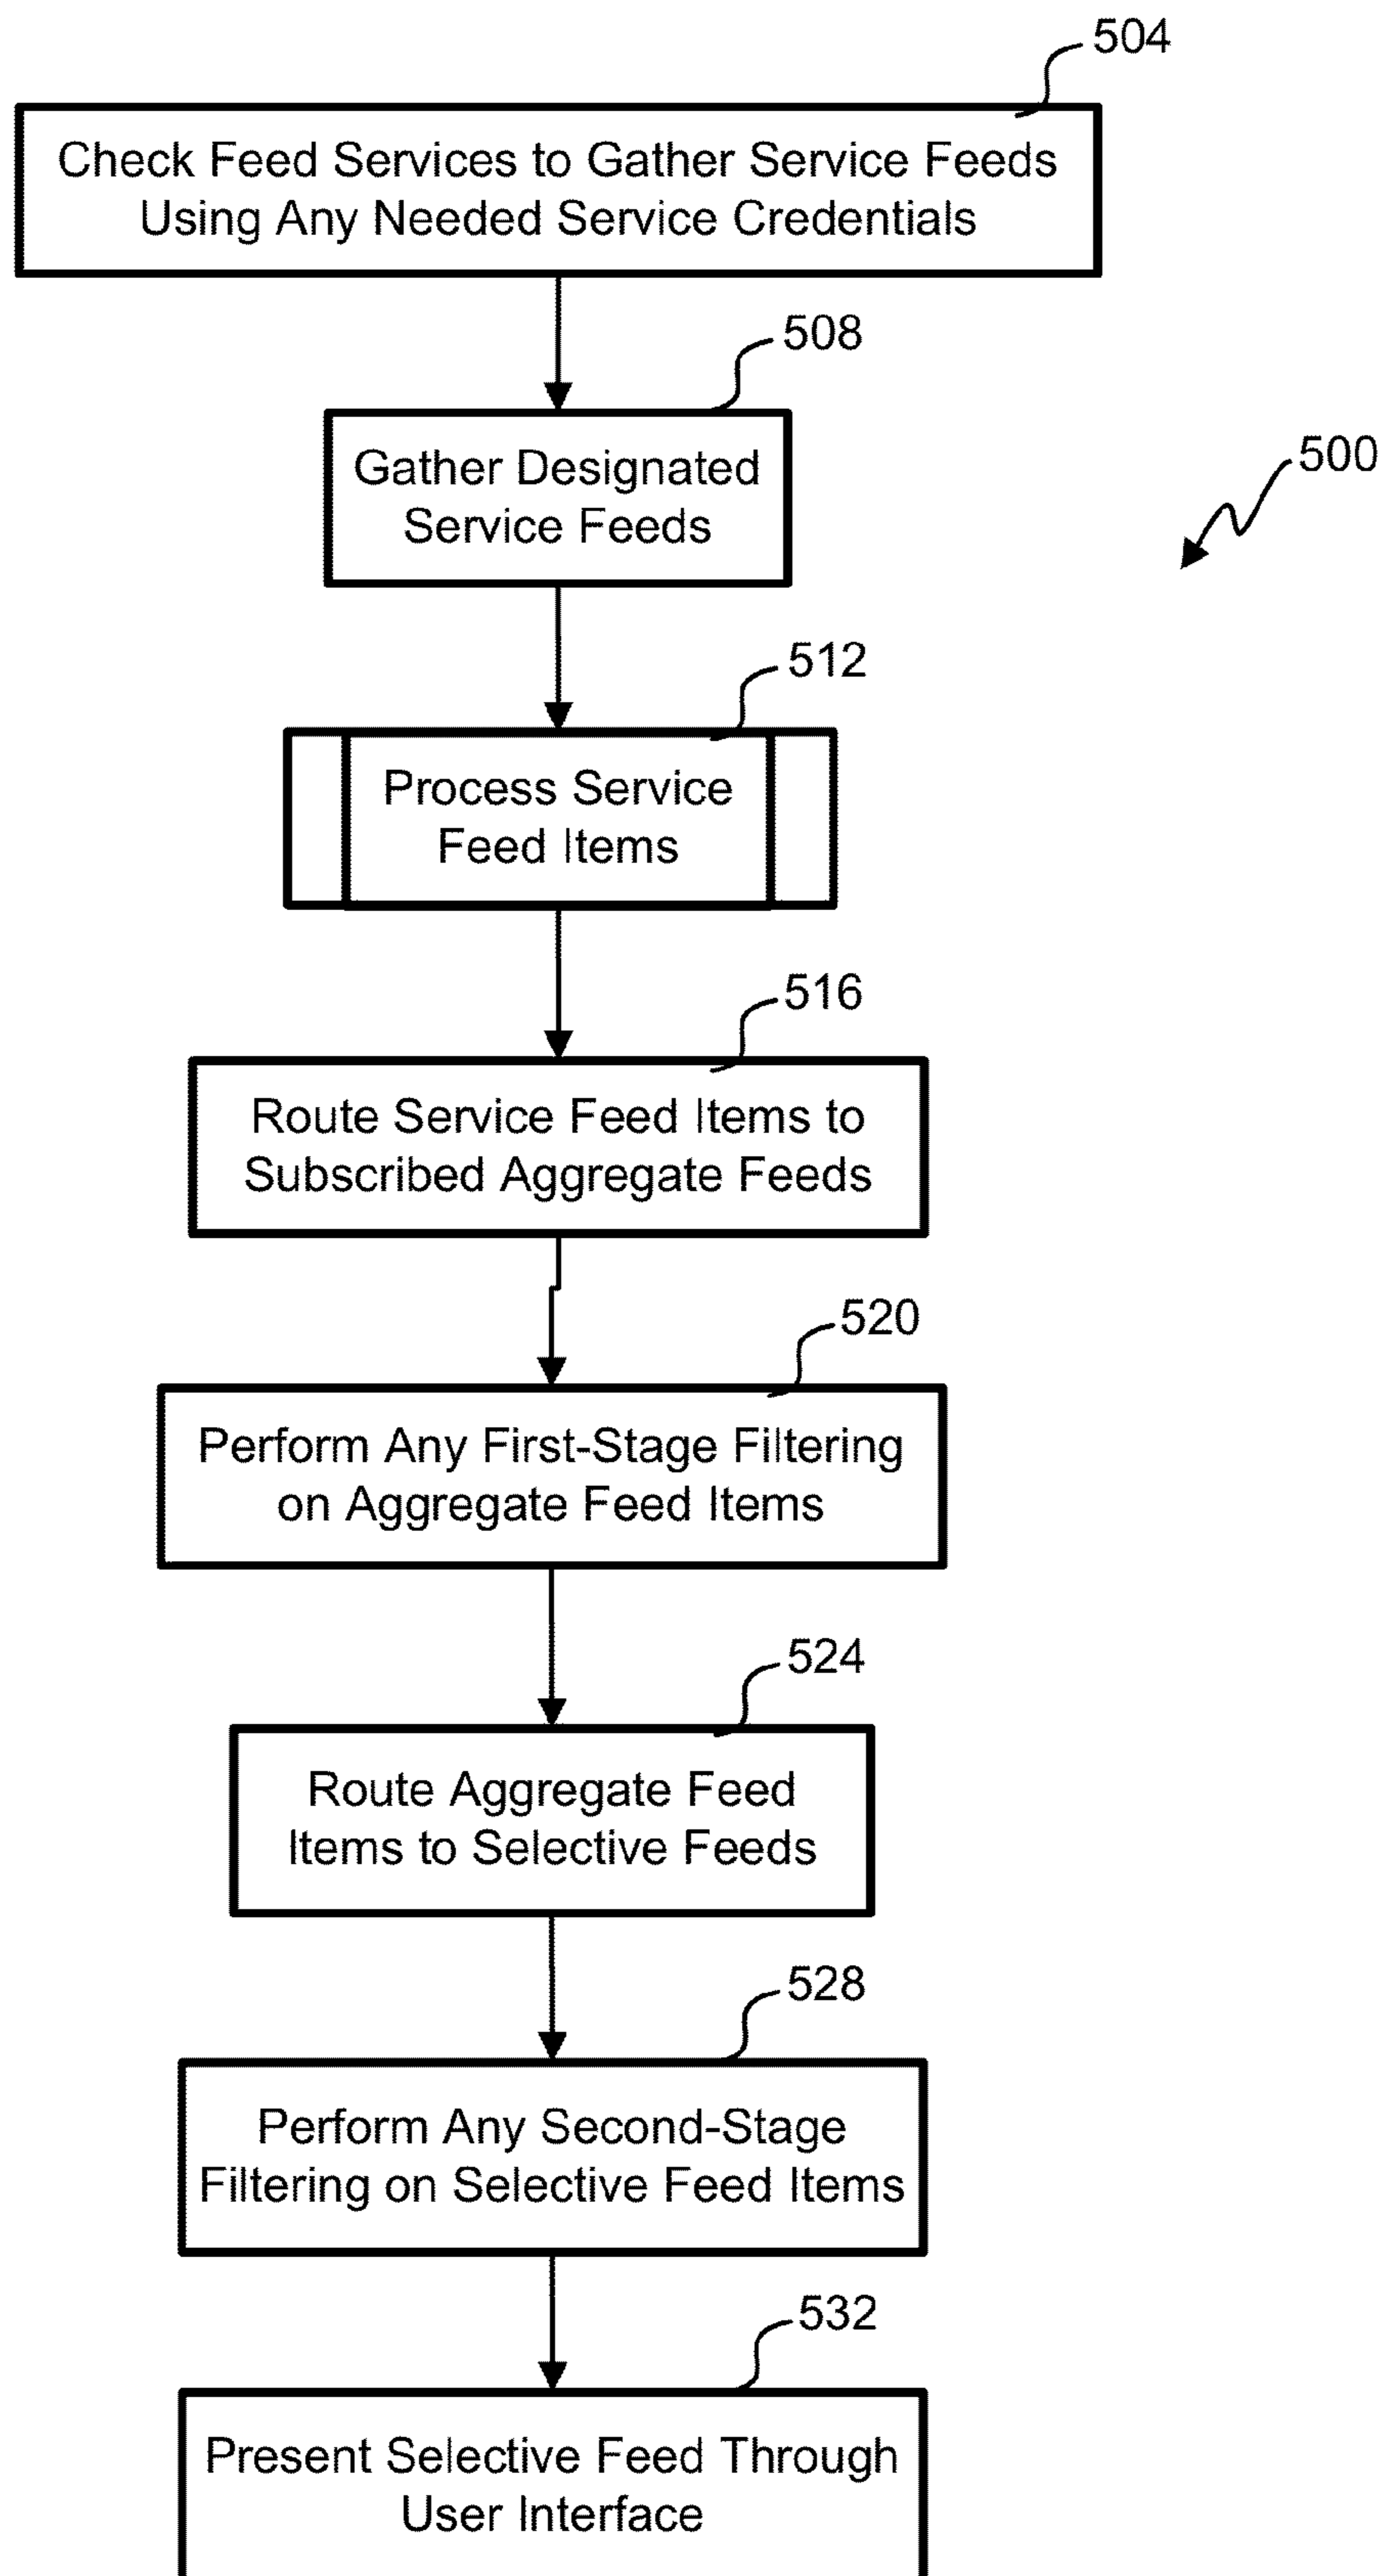 504
Check Feed Services to Gather Service Feeds
Using Any Needed Service Credentials
508
Gather Designated
Service Feeds
500
512
Process Service
Feed Items
516
Route Service Feed Items to
Subscribed Aggregate Feeds
520
Perform Any First-Stage Filtering
on Aggregate Feed Items
524
Route Aggregate Feed
Items to Selective Feeds
528
Perform Any Second-Stage
Filtering on Selective Feed Items
532
Present Selective Feed Through
User Interface